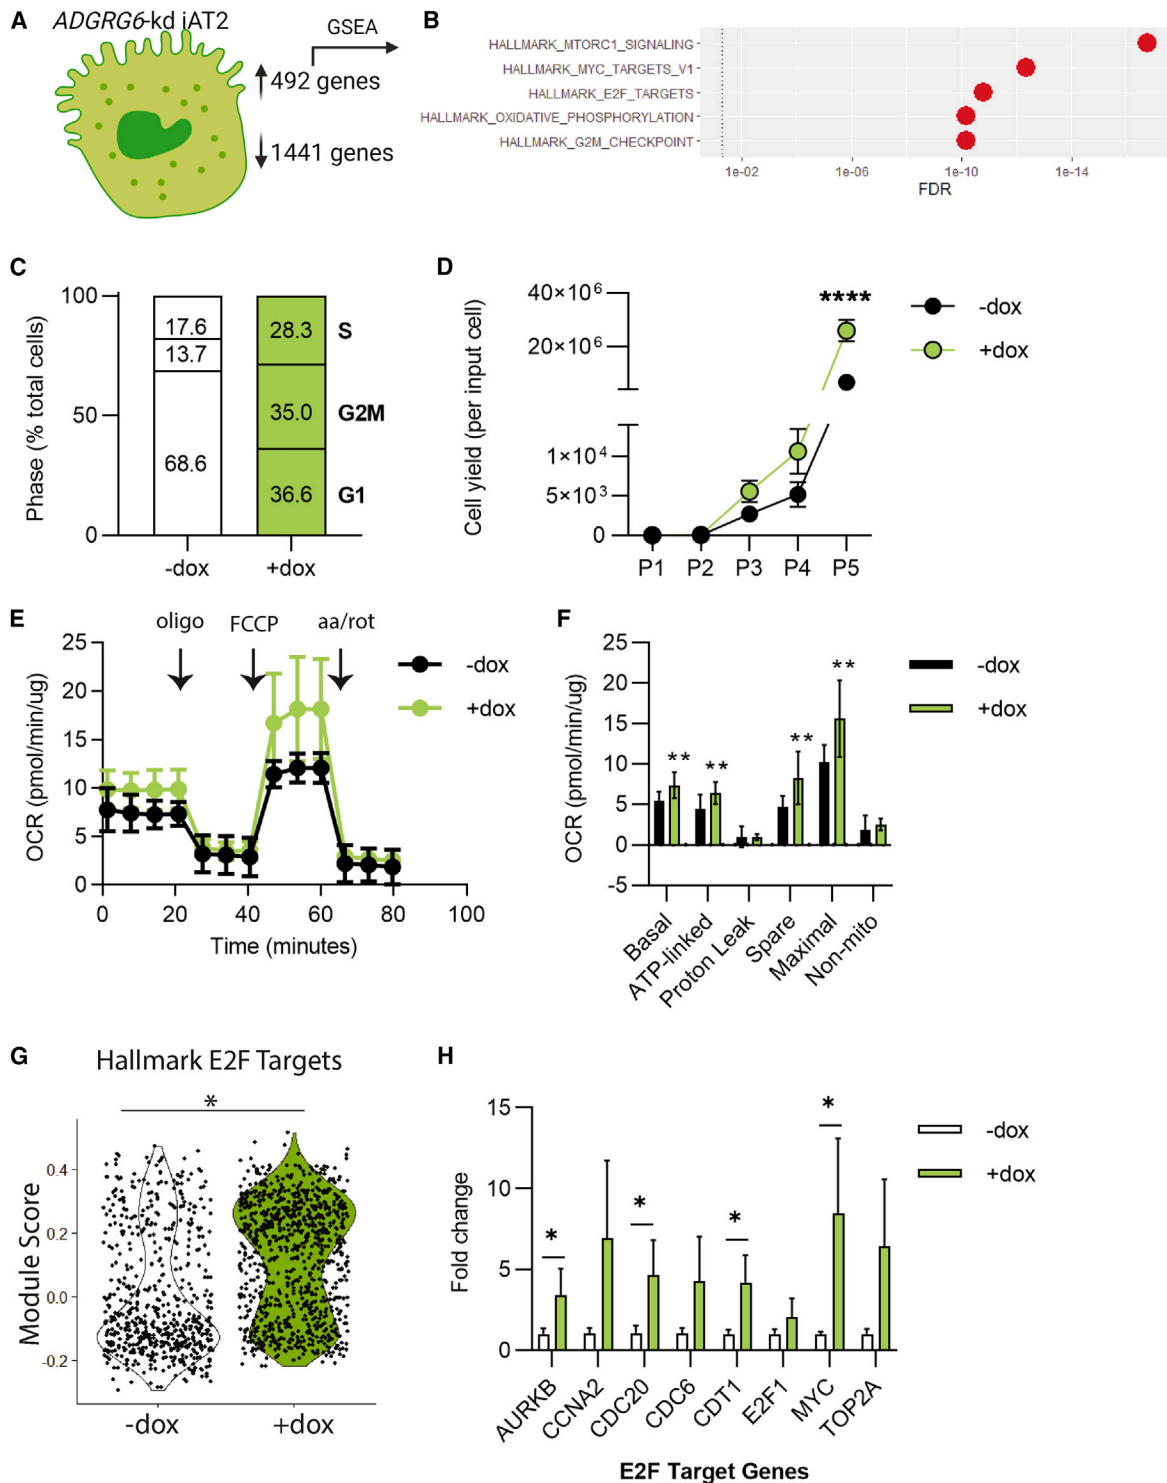 A
ADGRG6-kd iAT2
GSEA
492 genes
1441 genes
B
HALLMARK_MTORC1_SIGNALING
HALLMARK_MYC_TARGETS_V1
HALLMARK_E2F_TARGETS
HALLMARK_OXIDATIVE_PHOSPHORYLATION
HALLMARK_G2M_CHECKPOINT
1e-02 1e-06 1e-10 1e-14
FDR
C
Phase (% total cells)
100
50
0
17.6
13.7
68.6
28.3 S
35.0 G2M
36.6 G1
-dox +dox
D
Cell yield (per input cell)
40×10⁶
20×10⁶
1×10⁴
5×10³
0
****
P1 P2 P3 P4 P5
-dox
+dox
E
oligo FCCP aa/rot
OCR (pmol/min/ug)
25
20
15
10
5
0
0 20 40 60 80 100
Time (minutes)
-dox
+dox
F
OCR (pmol/min/ug)
25
20
15
10
5
0
-5
** ** ** **
Basal
ATP-linked
Proton Leak
Spare
Maximal
Non-mito
-dox
+dox
G
Hallmark E2F Targets
*
Module Score
0.4
0.2
0.0
-0.2
-dox +dox
H
Fold change
15
10
5
0
* * * *
AURKB
CCNA2
CDC20
CDC6
CDT1
E2F1
MYC
TOP2A
E2F Target Genes
-dox
+dox